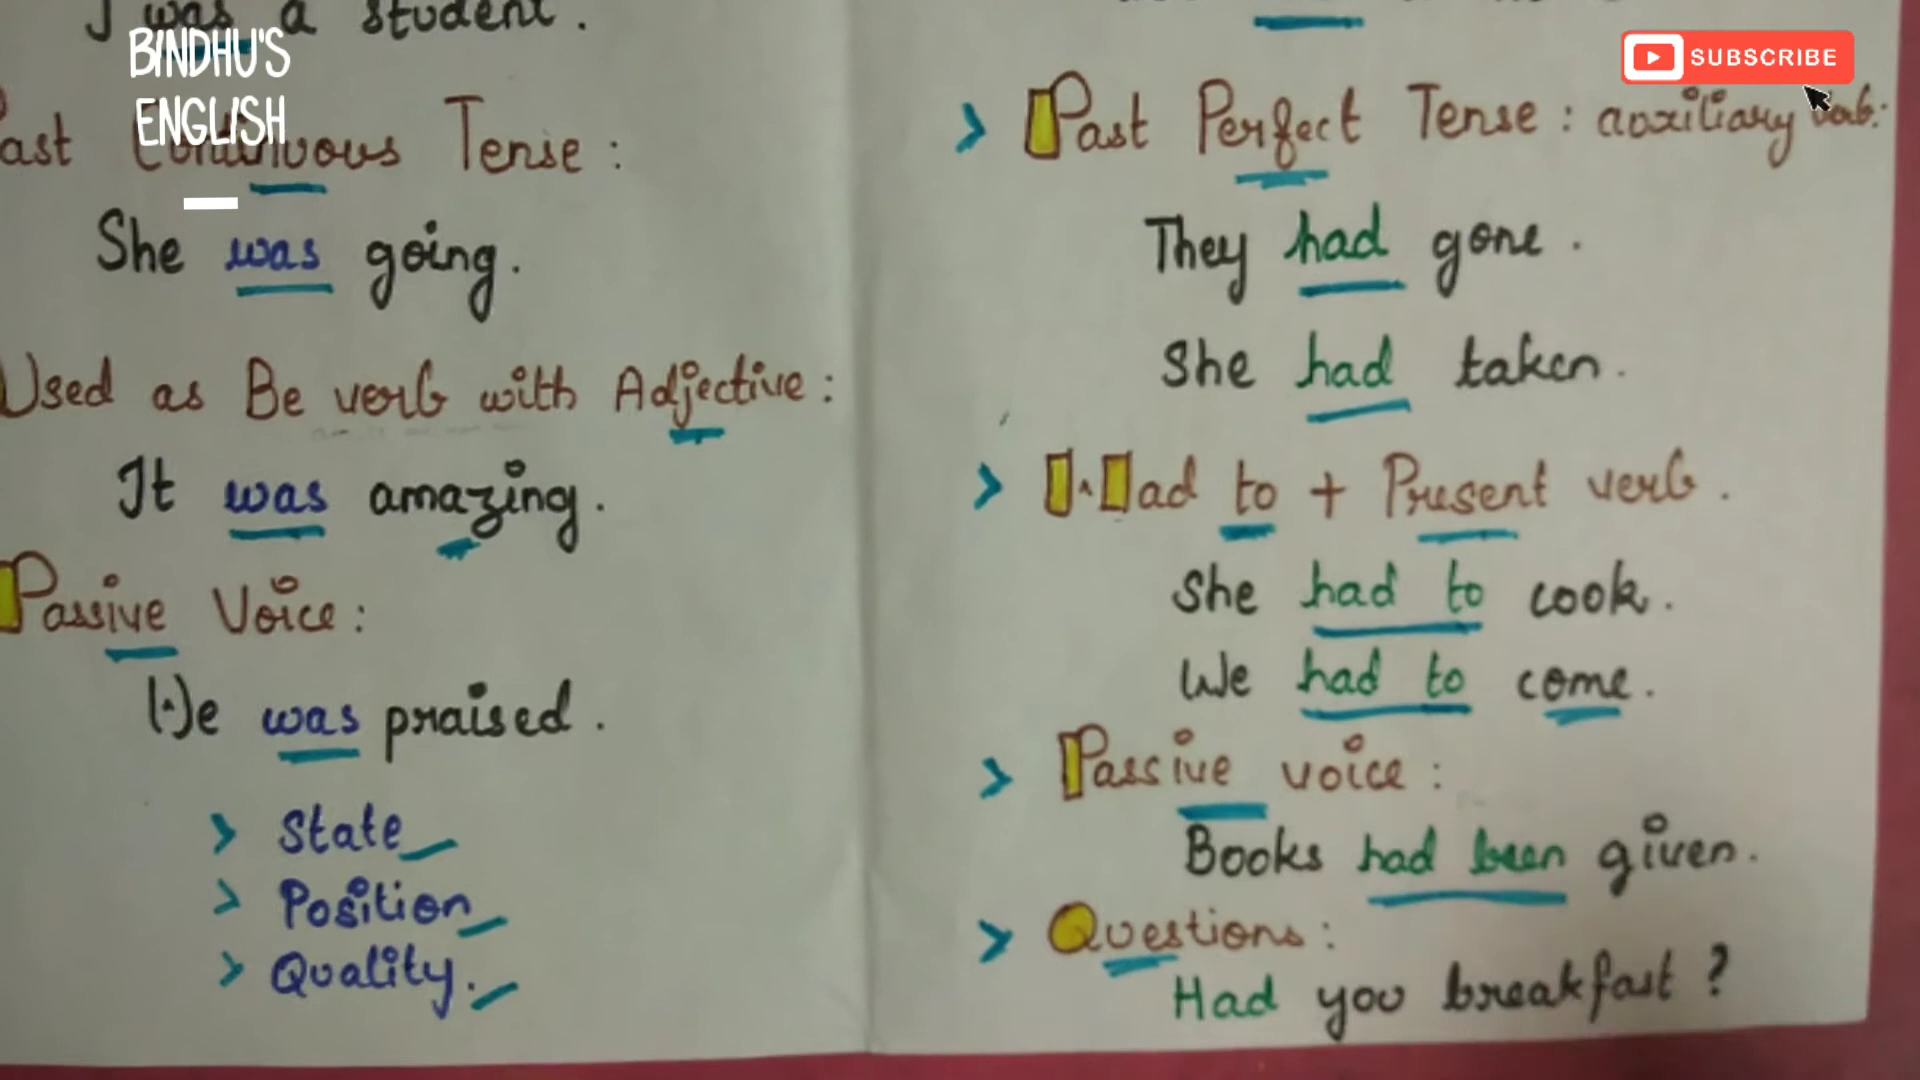 I was a student.
BINDHU'S
ENGLISH
Past Continuous Tense:
She was going.
Used as Be verb with Adjective:
It was amazing.
Passive Voice:
He was praised.
> State
> Position
> Quality.
SUBSCRIBE
> Past Perfect Tense: auxiliary verb.
They had gone.
She had taken.
> Had to + Present verb.
She had to cook.
We had to come.
> Passive voice:
Books had been given.
> Questions:
Had you breakfast?